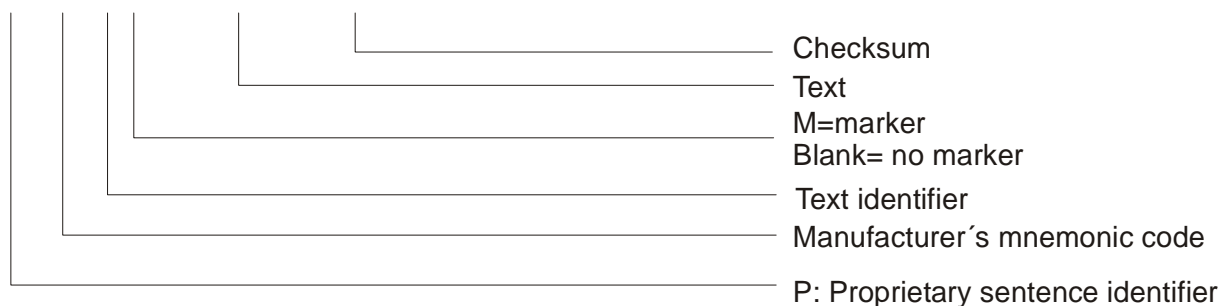 Checksum
Text
M=marker
Blank= no marker
Text identifier
Manufacturer´s mnemonic code
P: Proprietary sentence identifier